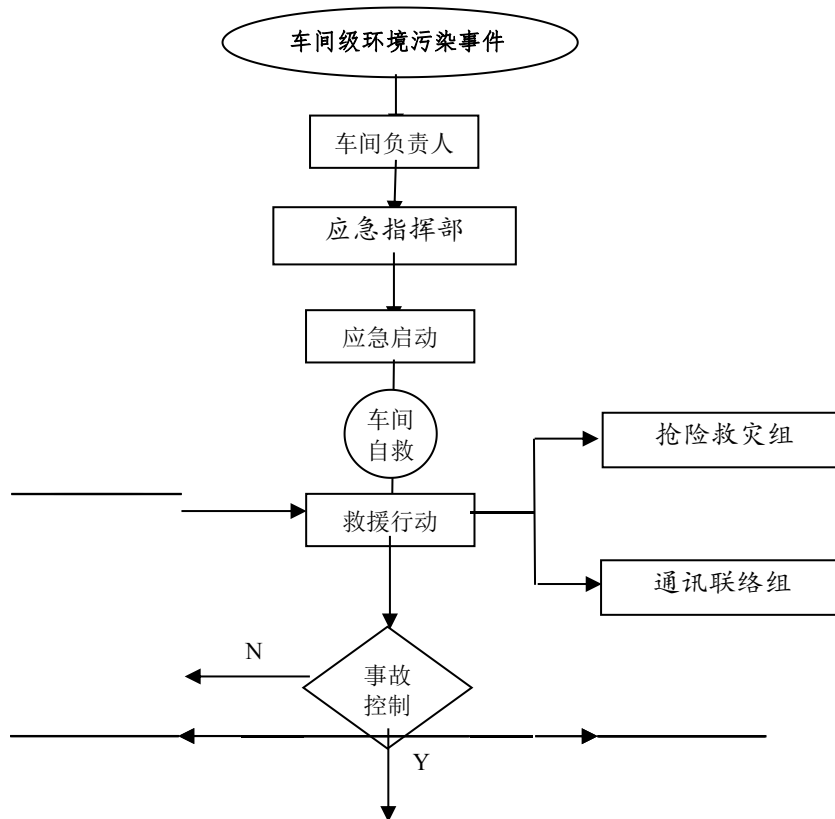 车间级环境污染事件
车间负责人
应急指挥部
应急启动
车间
自救
抢险救灾组
救援行动
通讯联络组
N
事故
控制
Y